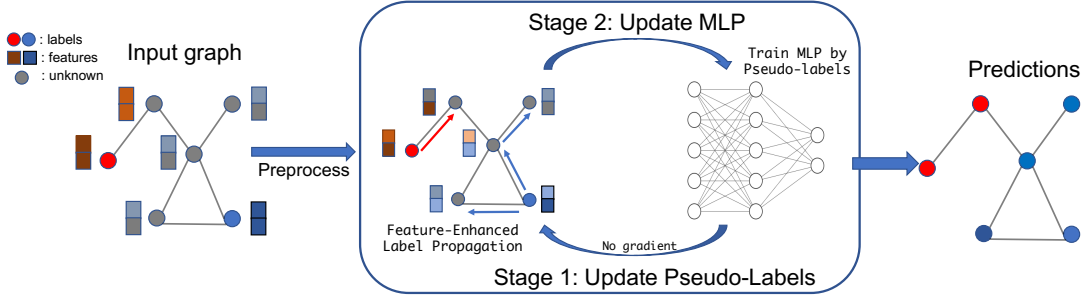 : labels
: features
: unknown
Input graph
Preprocess
Stage 2: Update MLP
Train MLP by
Pseudo-labels
Feature-Enhanced
Label Propagation
No gradient
Stage 1: Update Pseudo-Labels
Predictions